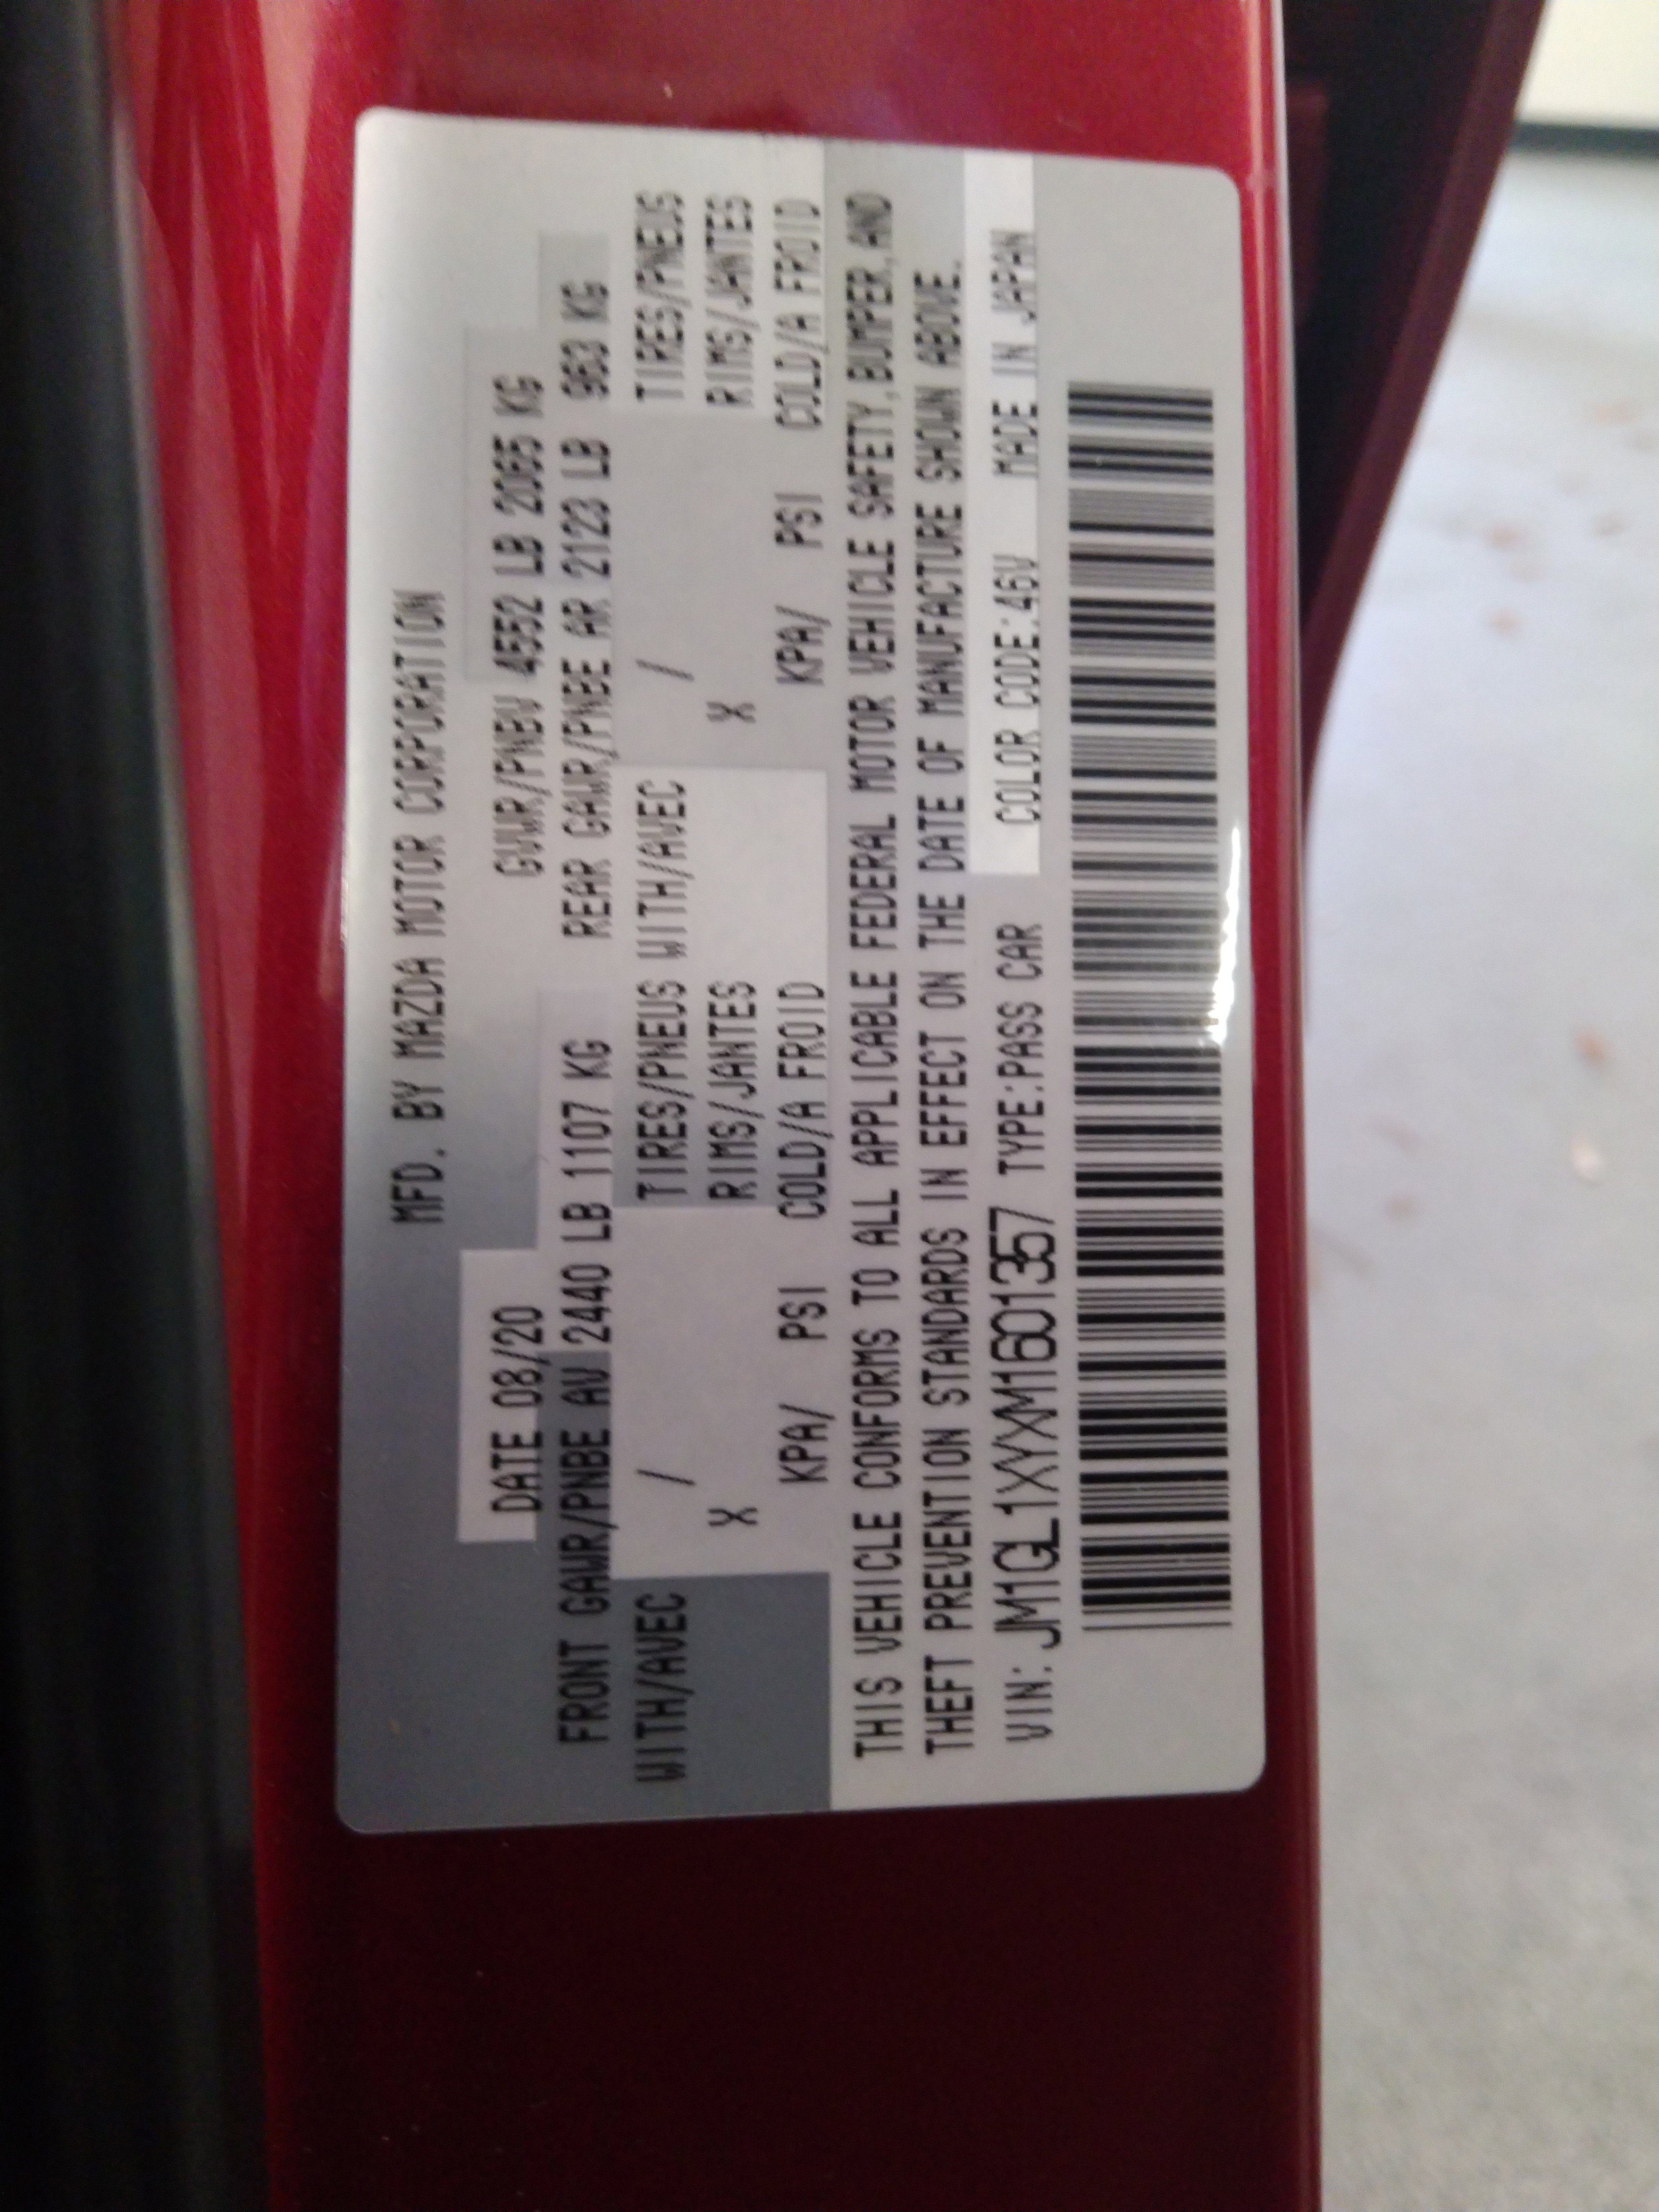 MFD. BY MAZDA MOTOR CORPORATION
DATE 08/20 GVWR/PNBV 4552 LB 2065 KG
FRONT GAWR/PNBE AV 2440 LB 1107 KG REAR GAWR/PNBE AR 2123 LB 963 KG
WITH/AVEC / TIRES/PNEUS WITH/AVEC / TIRES/PNEUS
X RIMS/JANTES X RIMS/JANTES
KPA/ PSI COLD/A FROID KPA/ PSI COLD/A FROID
THIS VEHICLE CONFORMS TO ALL APPLICABLE FEDERAL MOTOR VEHICLE SAFETY,BUMPER,AND
THEFT PREVENTION STANDARDS IN EFFECT ON THE DATE OF MANUFACTURE SHOWN ABOVE.
VIN: JM1GL1XYXM1601357 TYPE:PASS CAR COLOR CODE:46V MADE IN JAPAN